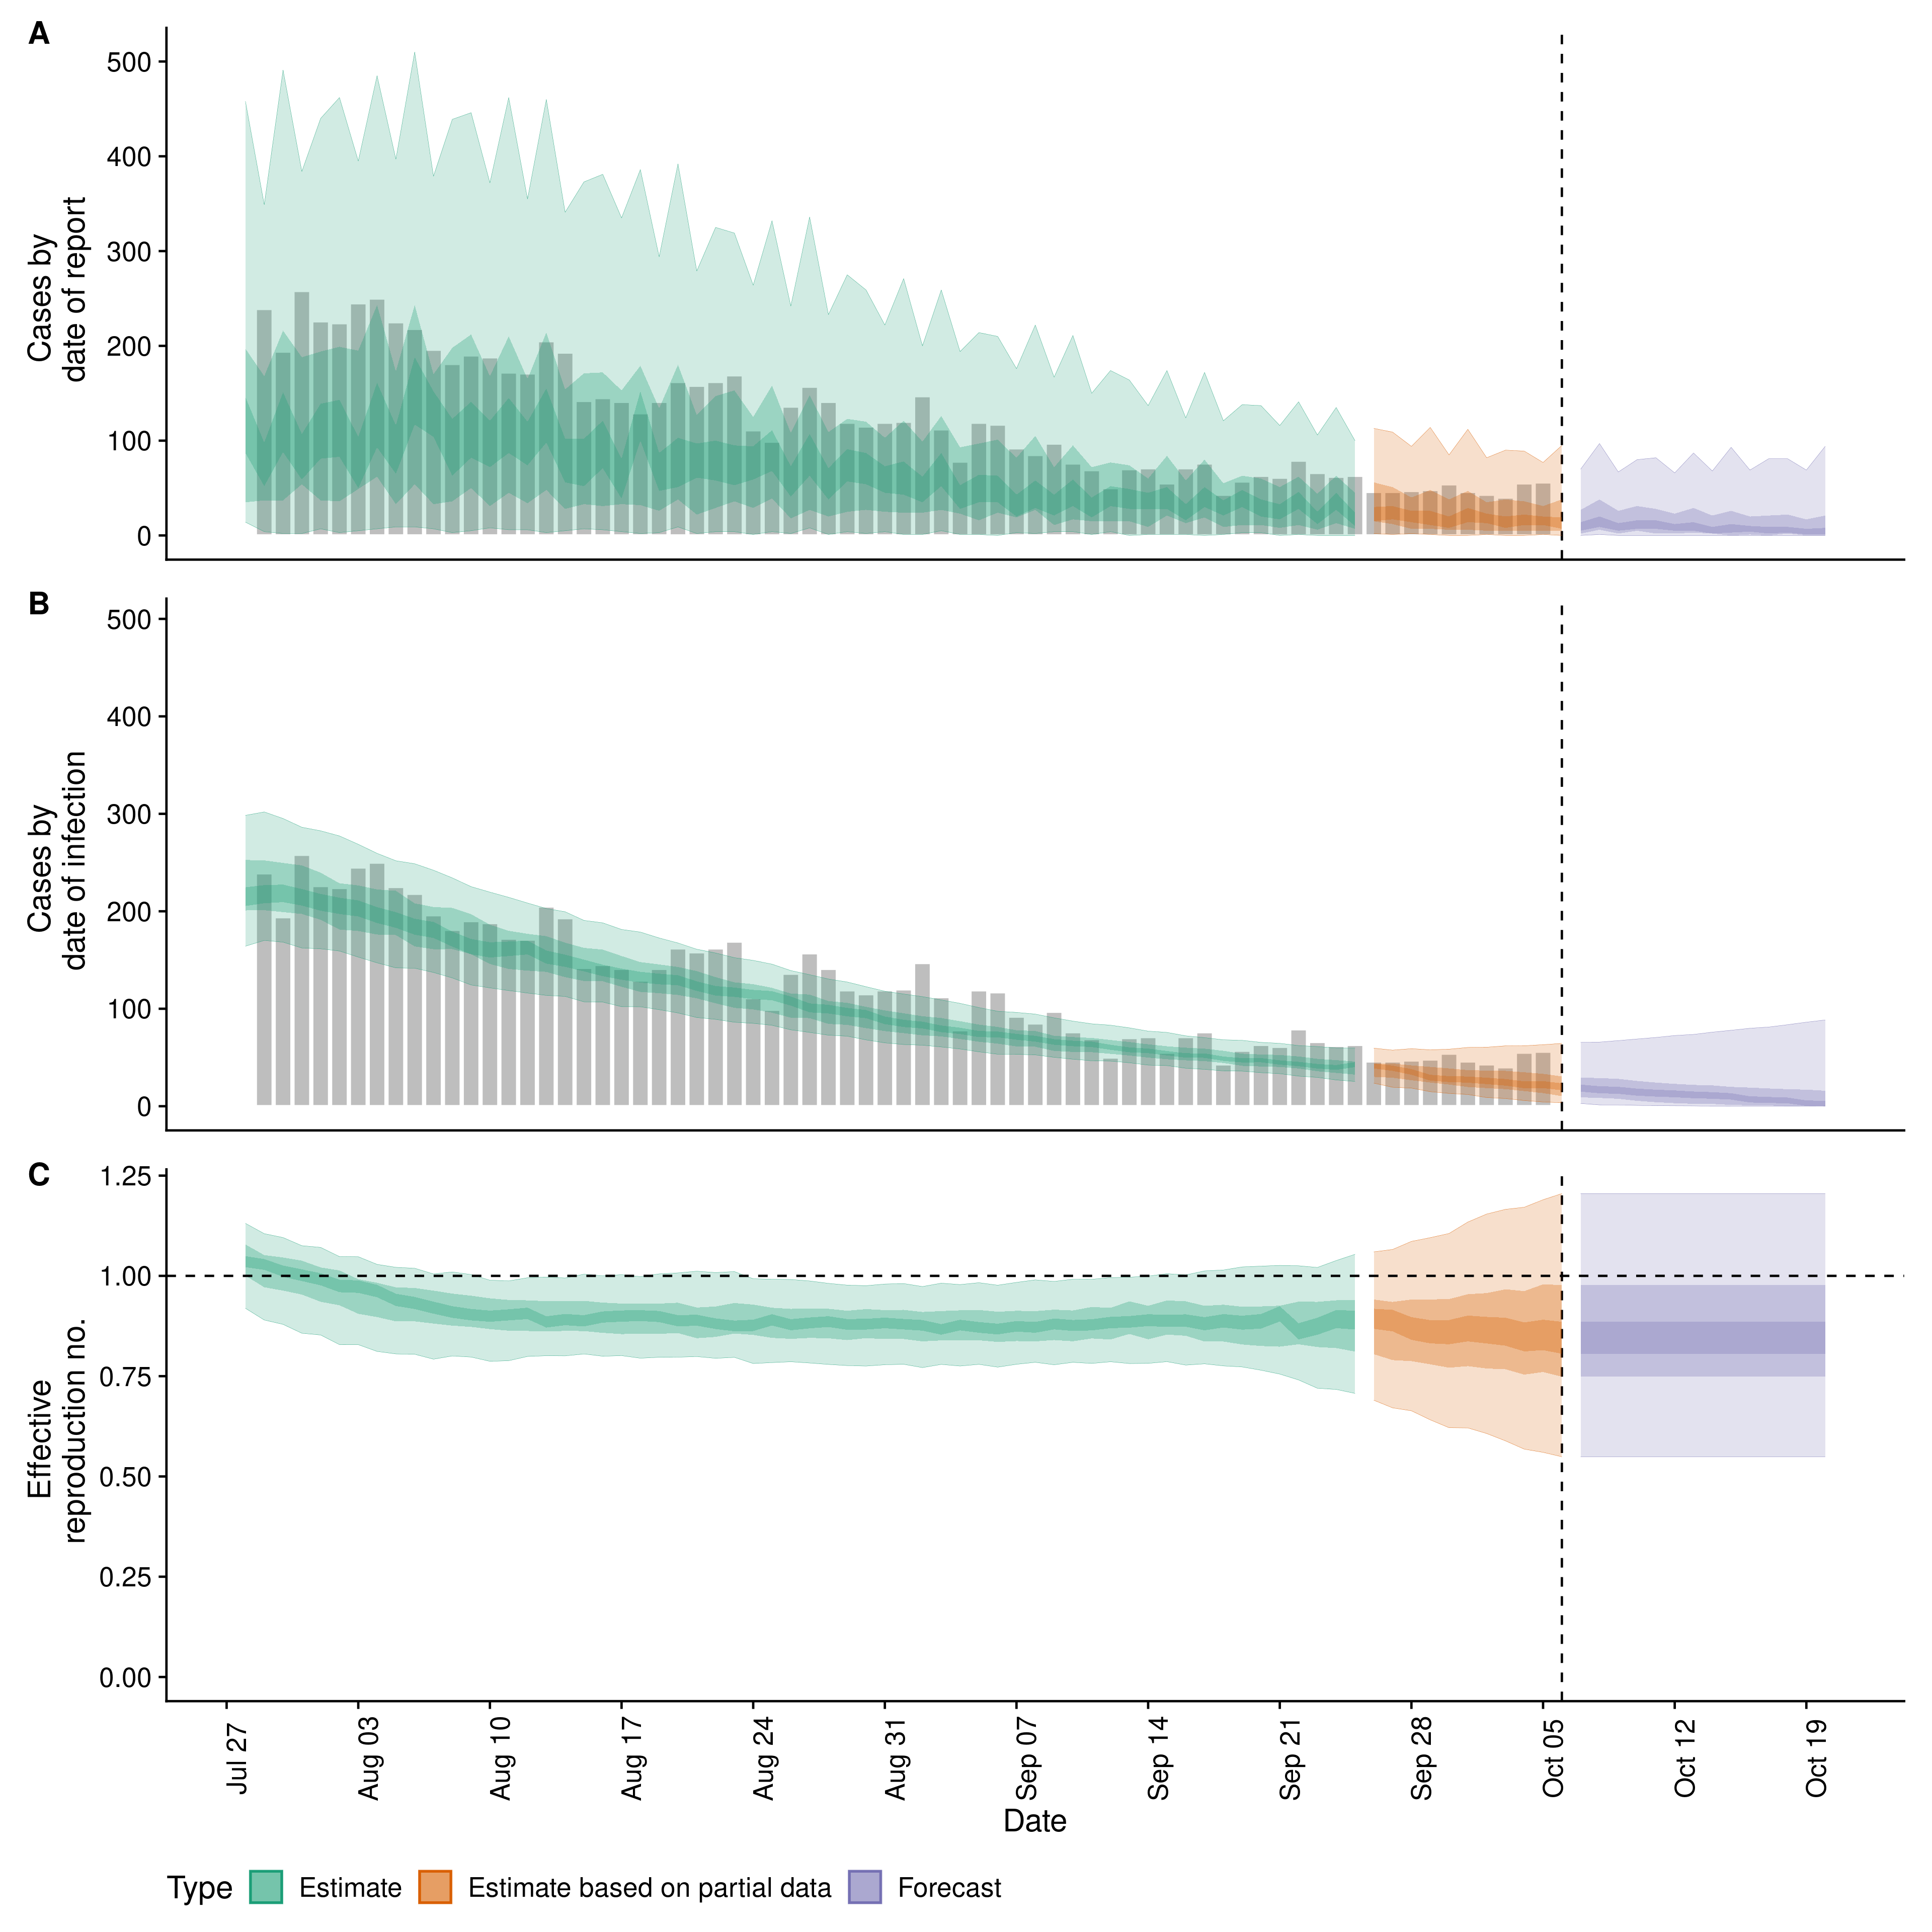 A
500
400
300
200
100
0
Cases by
date of report
B
500
400
300
200
100
0
Cases by
date of infection
C
1.25
1.00
0.75
0.50
0.25
0.00
Effective
reproduction no.
Jul 27
Aug 03
Aug 10
Aug 17
Aug 24
Aug 31
Sep 07
Sep 14
Sep 21
Sep 28
Oct 05
Oct 12
Oct 19
Date
Type Estimate Estimate based on partial data Forecast